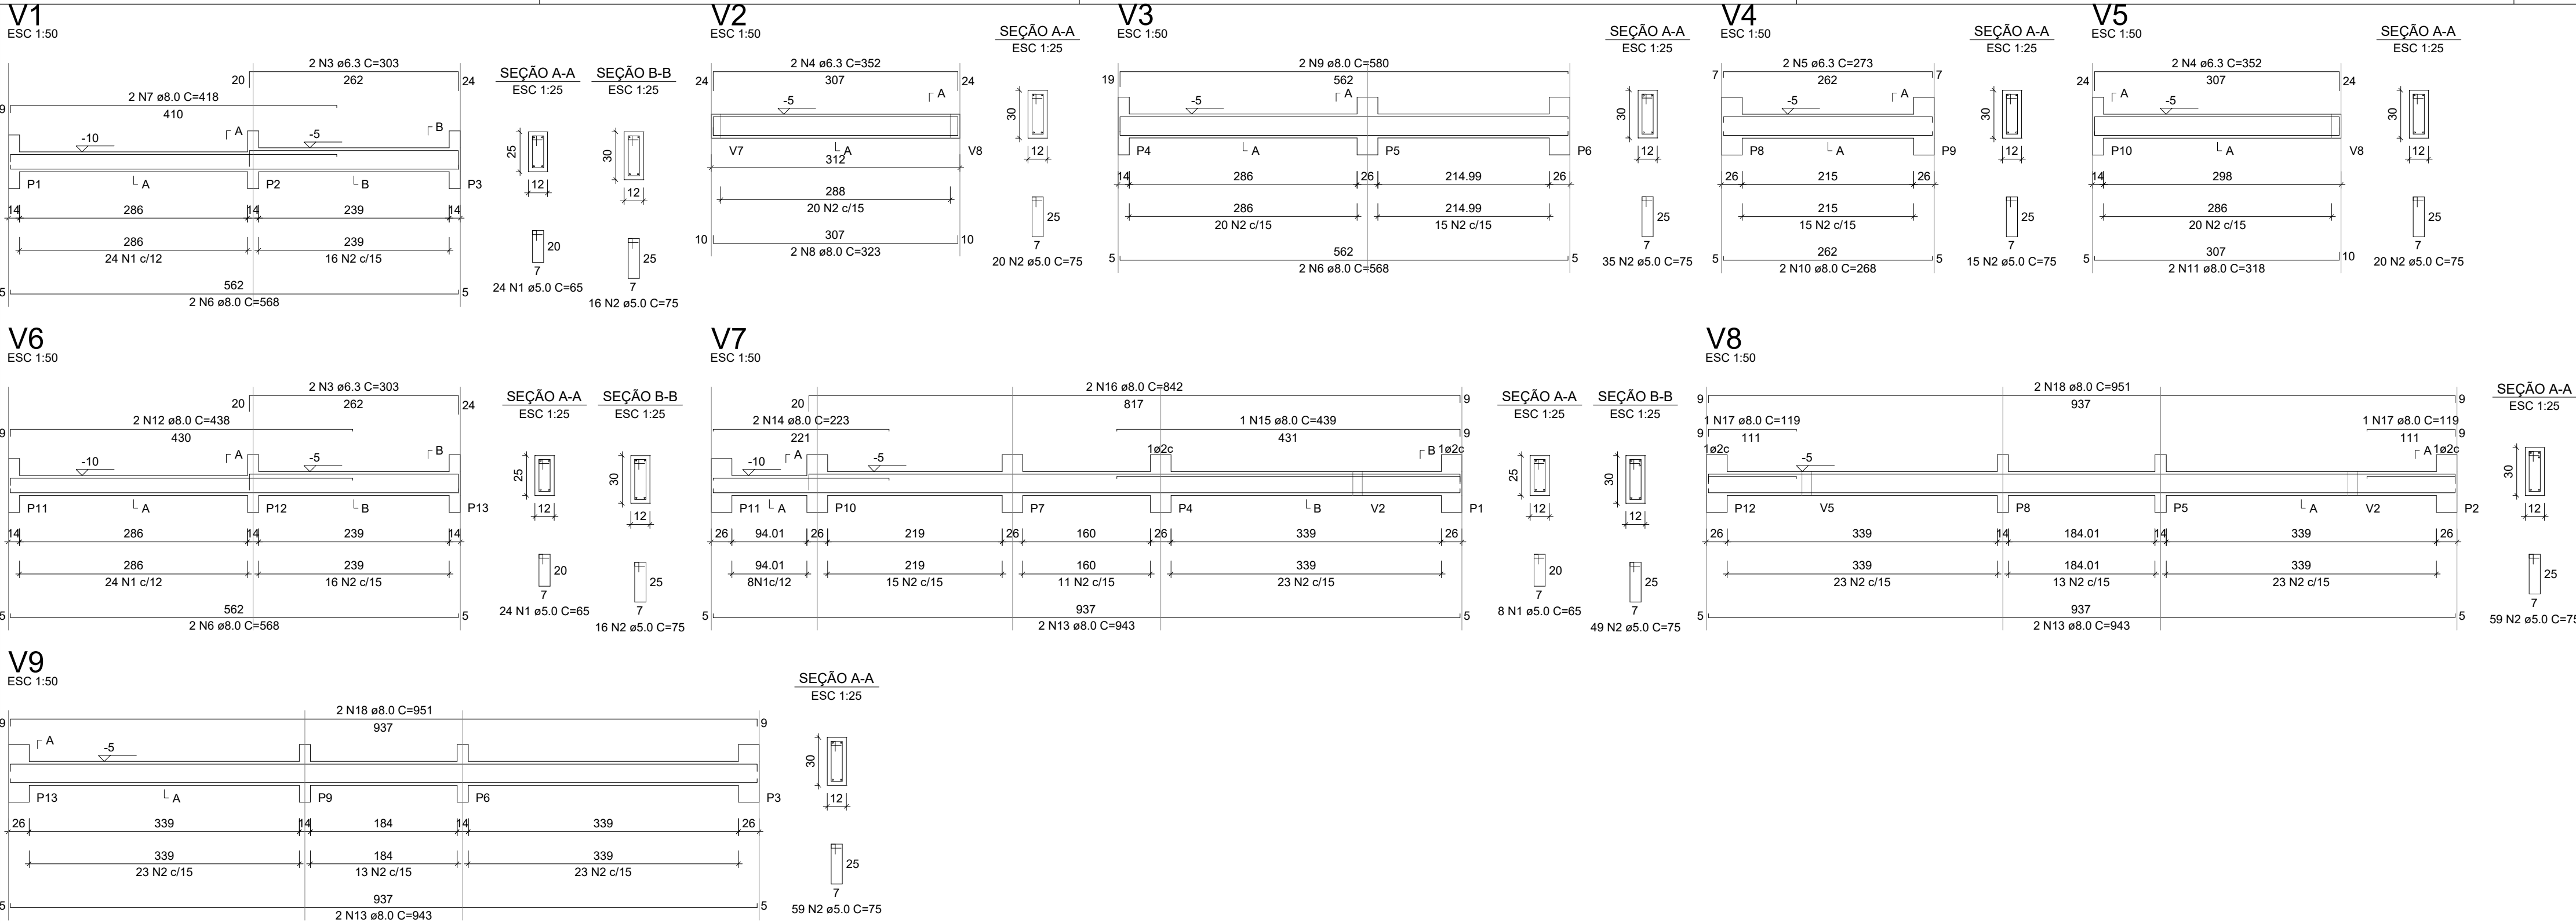 V1
ESC 1:50
2 N3 ø6.3 C=303
20 262 24
2 N7 ø8.0 C=418
9 410
-10 A -5 B
P1 A P2 B P3
14 286 14 239 14
286 239
24 N1 c/12 16 N2 c/15
562
5 5
2 N6 ø8.0 C=568
SEÇÃO A-A
ESC 1:25
25
12
20
7
24 N1 ø5.0 C=65
SEÇÃO B-B
ESC 1:25
30
12
25
7
16 N2 ø5.0 C=75
V2
ESC 1:50
2 N4 ø6.3 C=352
24 307 24
-5 A
V7 A V8
312
288
20 N2 c/15
10 307 10
2 N8 ø8.0 C=323
SEÇÃO A-A
ESC 1:25
30
12
25
7
20 N2 ø5.0 C=75
V3
ESC 1:50
2 N9 ø8.0 C=580
19 562
-5 A
P4 A P5 P6
14 286 26 214.99 26
286 214.99
20 N2 c/15 15 N2 c/15
5 562 5
2 N6 ø8.0 C=568
SEÇÃO A-A
ESC 1:25
30
12
25
7
35 N2 ø5.0 C=75
V4
ESC 1:50
2 N5 ø6.3 C=273
7 262 7
-5 A
P8 A P9
26 215 26
215
15 N2 c/15
5 262 5
2 N10 ø8.0 C=268
SEÇÃO A-A
ESC 1:25
30
12
25
7
15 N2 ø5.0 C=75
V5
ESC 1:50
2 N4 ø6.3 C=352
24 307 24
A -5
P10 A V8
14 298
286
20 N2 c/15
5 307 10
2 N11 ø8.0 C=318
SEÇÃO A-A
ESC 1:25
30
12
25
7
20 N2 ø5.0 C=75
V6
ESC 1:50
2 N3 ø6.3 C=303
20 262 24
2 N12 ø8.0 C=438
9 430
-10 A -5 B
P11 A P12 B P13
14 286 14 239 14
286 239
24 N1 c/12 16 N2 c/15
5 562 5
2 N6 ø8.0 C=568
SEÇÃO A-A
ESC 1:25
25
12
20
7
24 N1 ø5.0 C=65
SEÇÃO B-B
ESC 1:25
30
12
25
7
16 N2 ø5.0 C=75
V7
ESC 1:50
2 N16 ø8.0 C=842
20 817 9
2 N14 ø8.0 C=223 1 N15 ø8.0 C=439
221 431 9
-10 A -5 1ø2c B 1ø2c
P11 A P10 P7 P4 B V2 P1
26 94.01 26 219 26 160 26 339 26
94.01 219 160 339
8N1c/12 15 N2 c/15 11 N2 c/15 23 N2 c/15
5 937 5
2 N13 ø8.0 C=943
SEÇÃO A-A
ESC 1:25
25
12
20
7
8 N1 ø5.0 C=65
SEÇÃO B-B
ESC 1:25
30
12
25
7
49 N2 ø5.0 C=75
V8
ESC 1:50
2 N18 ø8.0 C=951
9 937 9
1 N17 ø8.0 C=119 1 N17 ø8.0 C=119
9 111 111 9
1ø2c -5 A 1ø2c
P12 V5 P8 P5 A V2 P2
26 339 14 184.01 14 339 26
339 184.01 339
23 N2 c/15 13 N2 c/15 23 N2 c/15
5 937 5
2 N13 ø8.0 C=943
SEÇÃO A-A
ESC 1:25
30
12
25
7
59 N2 ø5.0 C=75
V9
ESC 1:50
2 N18 ø8.0 C=951
9 937 9
A -5
P13 A P9 P6 P3
26 339 14 184 14 339 26
339 184 339
23 N2 c/15 13 N2 c/15 23 N2 c/15
5 937 5
2 N13 ø8.0 C=943
SEÇÃO A-A
ESC 1:25
30
12
25
7
59 N2 ø5.0 C=75